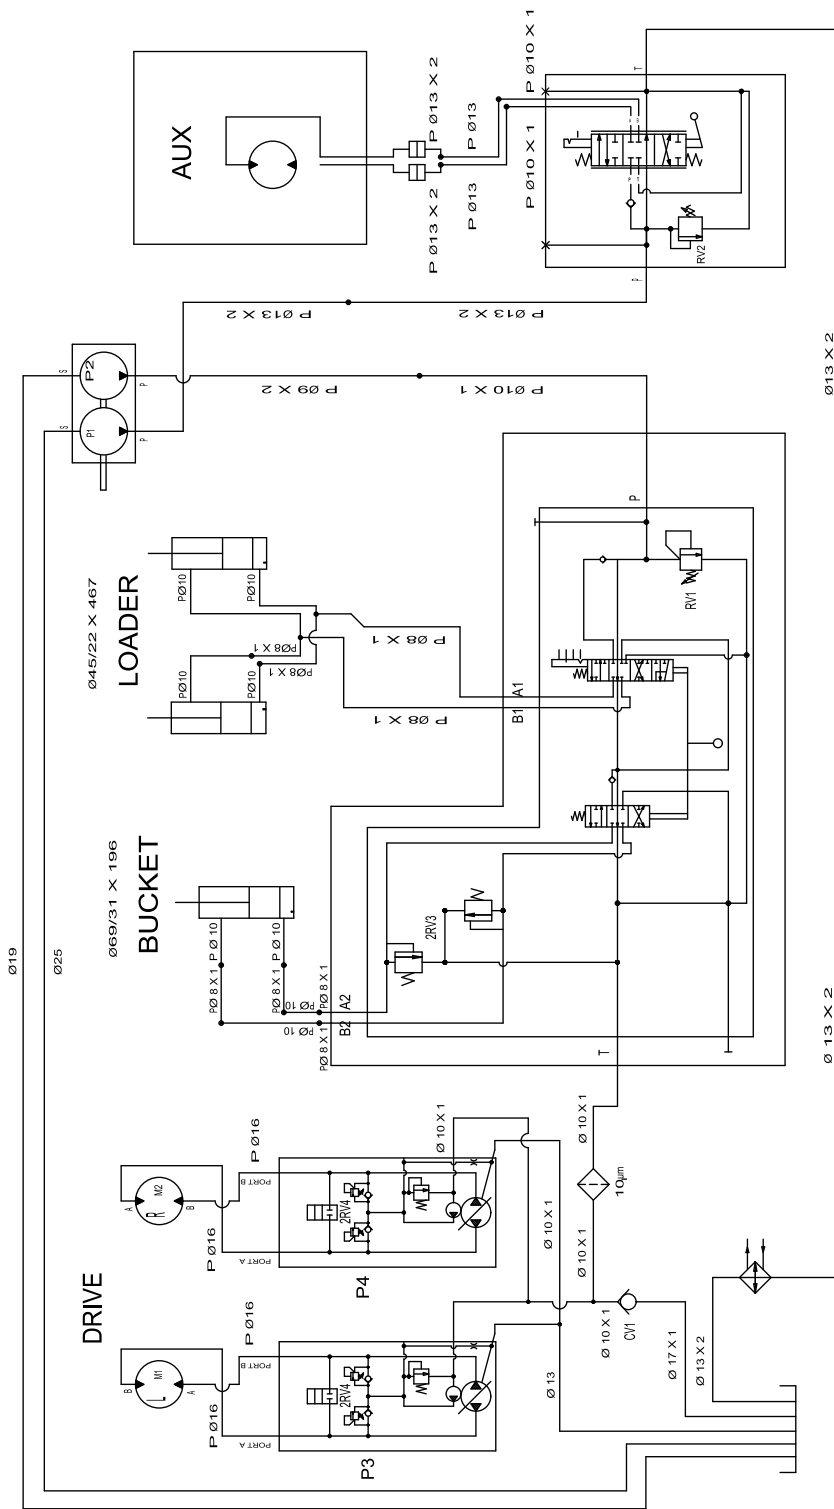 AUX
P Ø13 X 2
P Ø13 X 2
P Ø13
P Ø13
P Ø10 X 1
P Ø10 X 1
T
P
T
P
RV2
P Ø13 X 2
P Ø13 X 2
Ø13 X 2
S
S
P2
P1
P
P
P Ø9 X 2
P Ø10 X 1
Ø45/22 X 467
LOADER
PØ10
PØ10
PØ10
PØ10
PØ8 X 1
PØ8 X 1
P Ø8 X 1
P Ø8 X 1
B1
A1
P
RV1
Ø19
Ø25
Ø69/31 X 196
BUCKET
PØ 8 X 1
P Ø 10
PØ 8 X 1
P Ø 10
PØ 10
PØ 10
PØ 8 X 1
PØ 8 X 1
A2
B2
2RV3
T
Ø 13 X 2
DRIVE
A
M2
R
B
P Ø16
P Ø16
PORT B
PORT A
2RV4
P4
Ø 10 X 1
Ø 10 X 1
10µm
Ø 10 X 1
Ø 10 X 1
B
M1
L
A
P Ø16
P Ø16
PORT B
PORT A
2RV4
P3
Ø 13
Ø 10 X 1
CV1
Ø 17 X 1
Ø 13 X 2